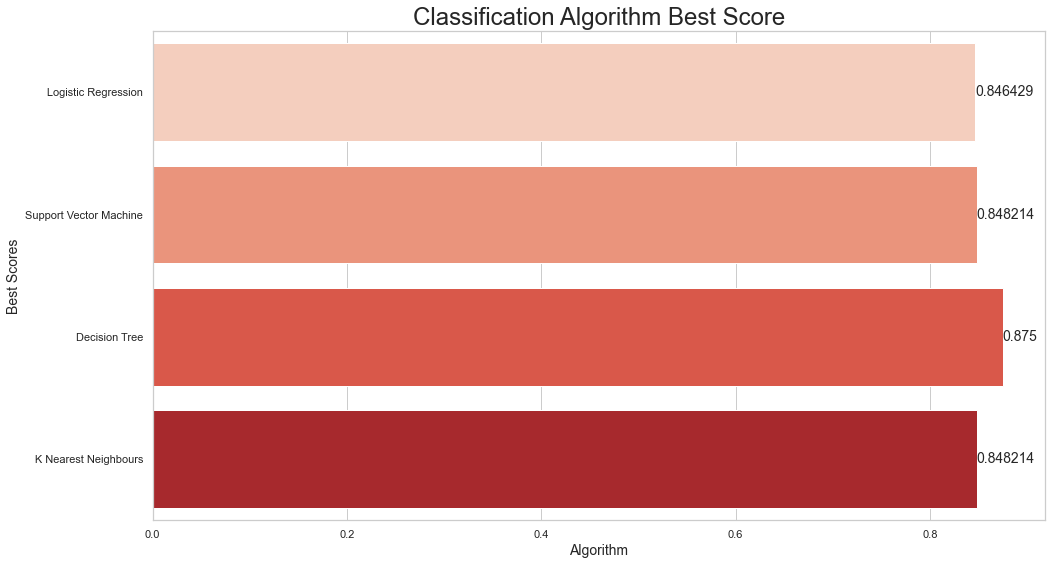 Classification Algorithm Best Score
Logistic Regression
0.846429
Support Vector Machine
0.848214
Best Scores
Decision Tree
0.875
K Nearest Neighbours
0.848214
0.0 0.2 0.4 0.6 0.8
Algorithm